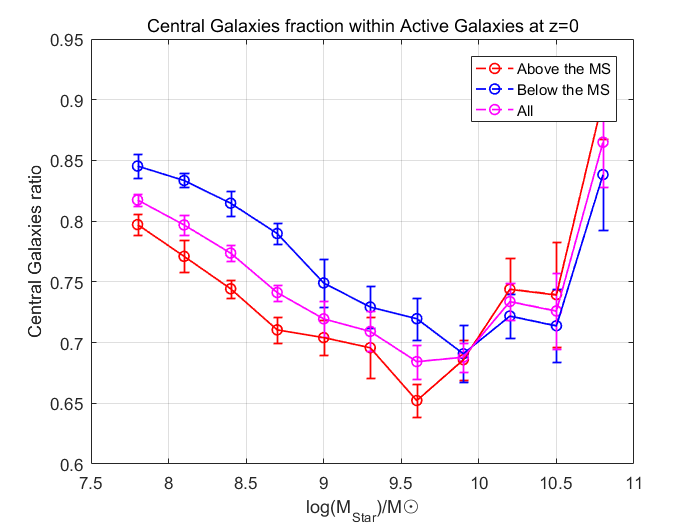 Central Galaxies fraction within Active Galaxies at z=0
0.95
0.9
0.85
0.8
0.75
0.7
0.65
0.6
Central Galaxies ratio
Above the MS
Below the MS
All
7.5 8 8.5 9 9.5 10 10.5 11
log(M_Star)/M☉